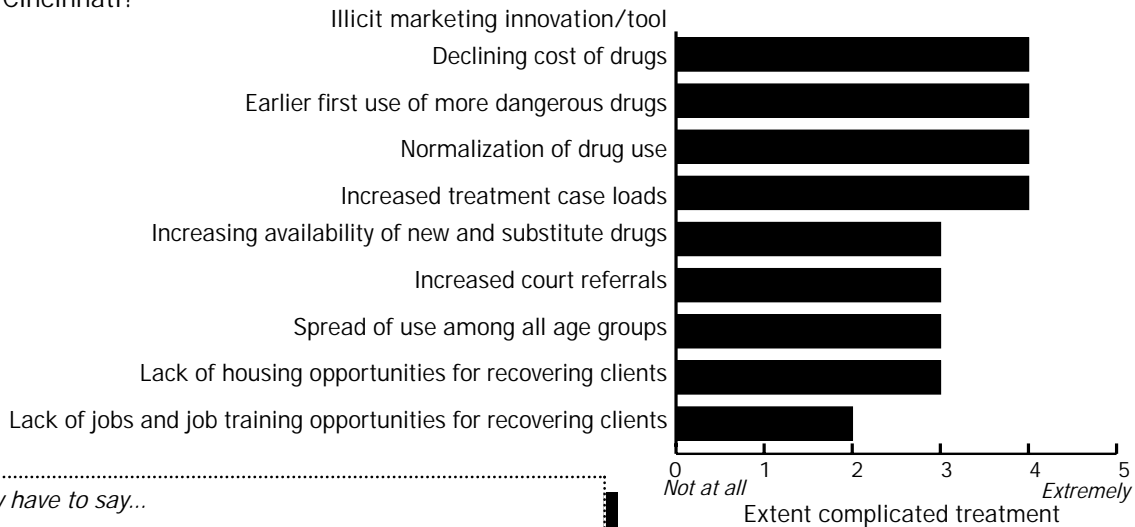 Cincinnati?
Illicit marketing innovation/tool
Declining cost of drugs
Earlier first use of more dangerous drugs
Normalization of drug use
Increased treatment case loads
Increasing availability of new and substitute drugs
Increased court referrals
Spread of use among all age groups
Lack of housing opportunities for recovering clients
Lack of jobs and job training opportunities for recovering clients
0 1 2 3 4 5
Not at all Extremely
Extent complicated treatment
have to say...